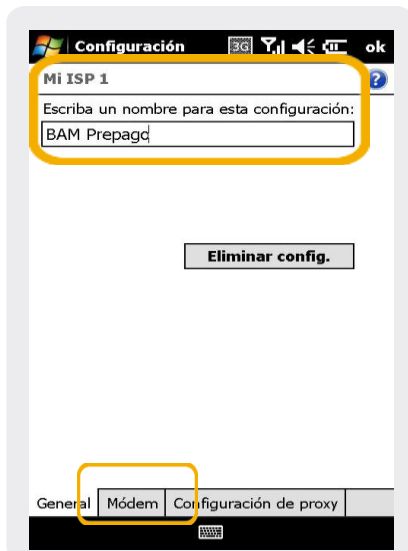 Configuración 3G ok
Mi ISP 1
Escriba un nombre para esta configuración:
BAM Prepago
Eliminar config.
General Módem Configuración de proxy